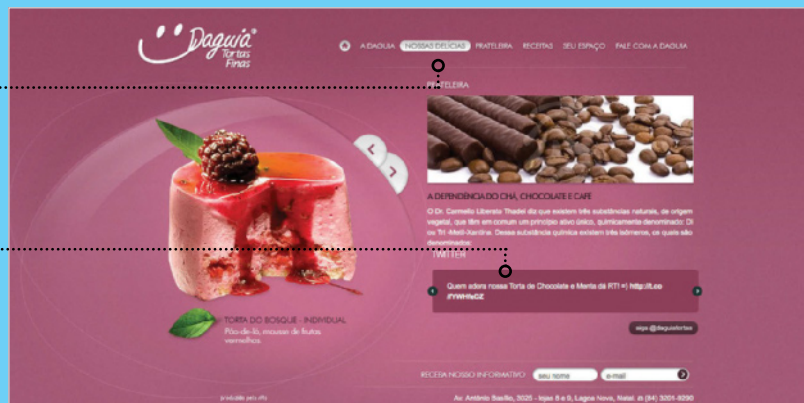 Daguia®
Tortas
Finas
A DAGUIA
NOSSAS DELÍCIAS
PRATELEIRA
RECEITAS
SEU ESPAÇO
FALE COM A DAGUIA
PRATELEIRA
A DEPENDÊNCIA DO CHÁ, CHOCOLATE E CAFÉ
O Dr. Carmello Liberato Thadei diz que existem três substâncias naturais, de origem
vegetal, que têm em comum um princípio ativo único, quimicamente denominado: Di
ou Tri -Metil-Xantina. Dessa substância química existem três isômeros, os quais são
denominados:
TWITTER
Quem adora nossa Torta de Chocolate e Menta dá RT! =) http://t.co
siga @daguiatortas
TORTA DO BOSQUE - INDIVIDUAL
Pão-de-ló, mousse de frutas
vermelhas.
RECEBA NOSSO INFORMATIVO
seu nome
e-mail
produzido pela
Av. Antônio Basílio, 3025 - lojas 8 e 9, Lagoa Nova, Natal. (84) 3201-9290